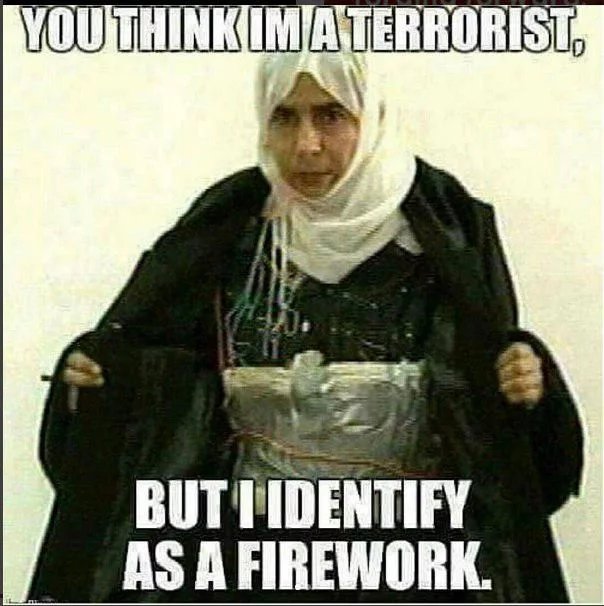 YOU THINK IM A TERRORIST,
BUT I IDENTIFY
AS A FIREWORK.